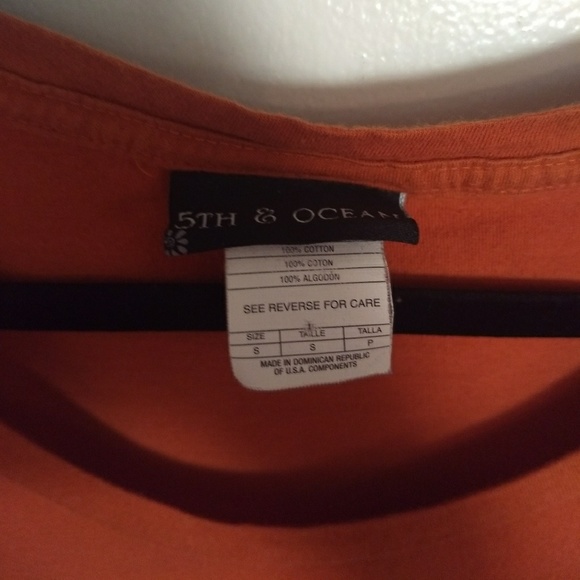 5TH & OCEAN
100% COTTON
100% COTON
100% ALGODÓN
SEE REVERSE FOR CARE
SIZE TAILLE TALLA
S S P
MADE IN DOMINICAN REPUBLIC
OF U.S.A. COMPONENTS